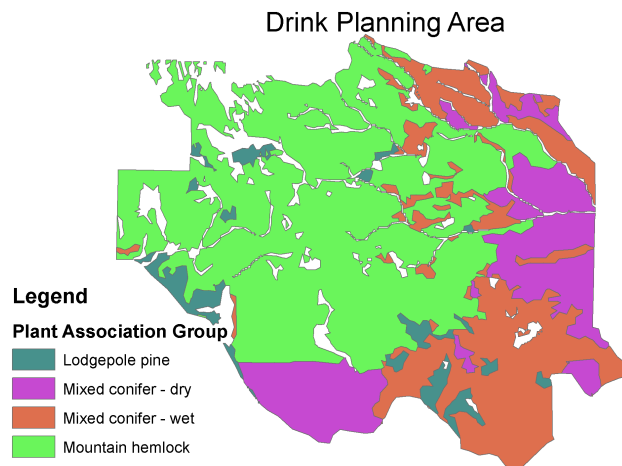 Drink Planning Area
Legend
Plant Association Group
Lodgepole pine
Mixed conifer - dry
Mixed conifer - wet
Mountain hemlock